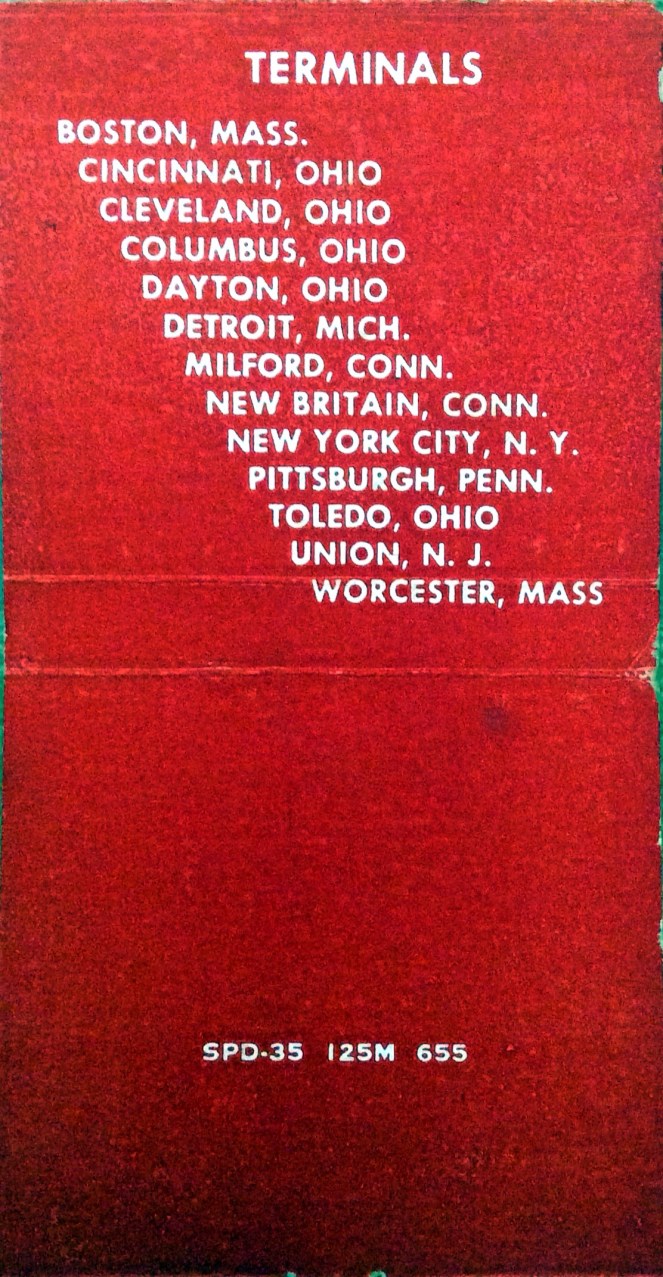 TERMINALS
BOSTON, MASS.
CINCINNATI, OHIO
CLEVELAND, OHIO
COLUMBUS, OHIO
DAYTON, OHIO
DETROIT, MICH.
MILFORD, CONN.
NEW BRITAIN, CONN.
NEW YORK CITY, N. Y.
PITTSBURGH, PENN.
TOLEDO, OHIO
UNION, N. J.
WORCESTER, MASS
SPD-35 125M 655